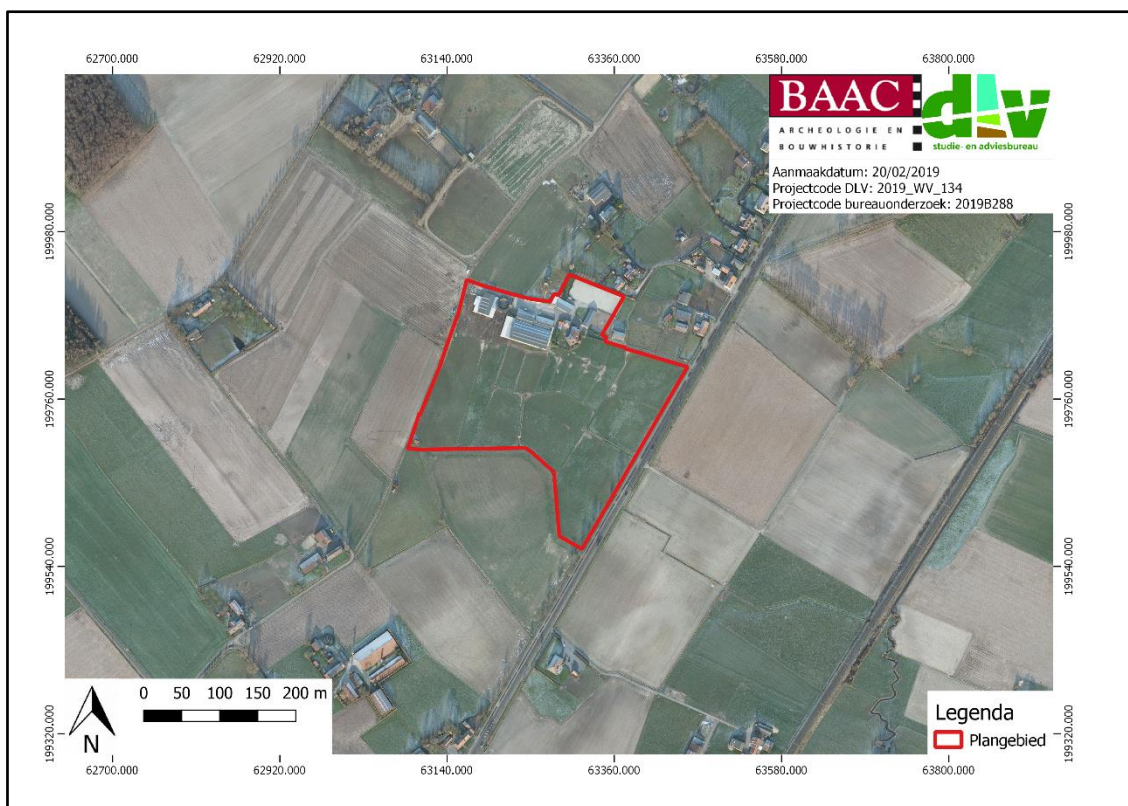 62700.000 62920.000 63140.000 63360.000 63580.000 63800.000
BAAC
ARCHEOLOGIE EN
BOUWHISTORIE
dlv
studie- en adviesbureau
Aanmaakdatum: 20/02/2019
Projectcode DLV: 2019_WV_134
Projectcode bureauonderzoek: 2019B288
199980.000 199980.000
199760.000 199760.000
199540.000 199540.000
199320.000 199320.000
0 50 100 150 200 m
N
Legenda
Plangebied
62700.000 62920.000 63140.000 63360.000 63580.000 63800.000